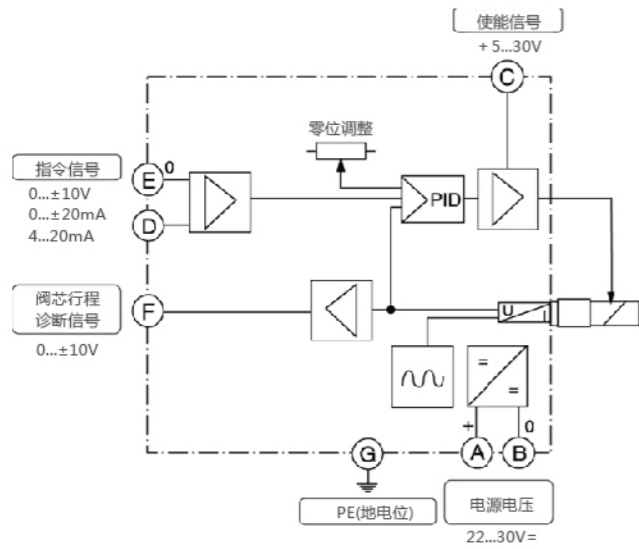 使能信号
+ 5...30V
C
零位调整
指令信号
0...±10V
0...±20mA
4...20mA
E
0
D
PID
阀芯行程
诊断信号
0...±10V
F
U
I
=
=
+
0
A
B
G
PE(地电位)
电源电压
22...30V=